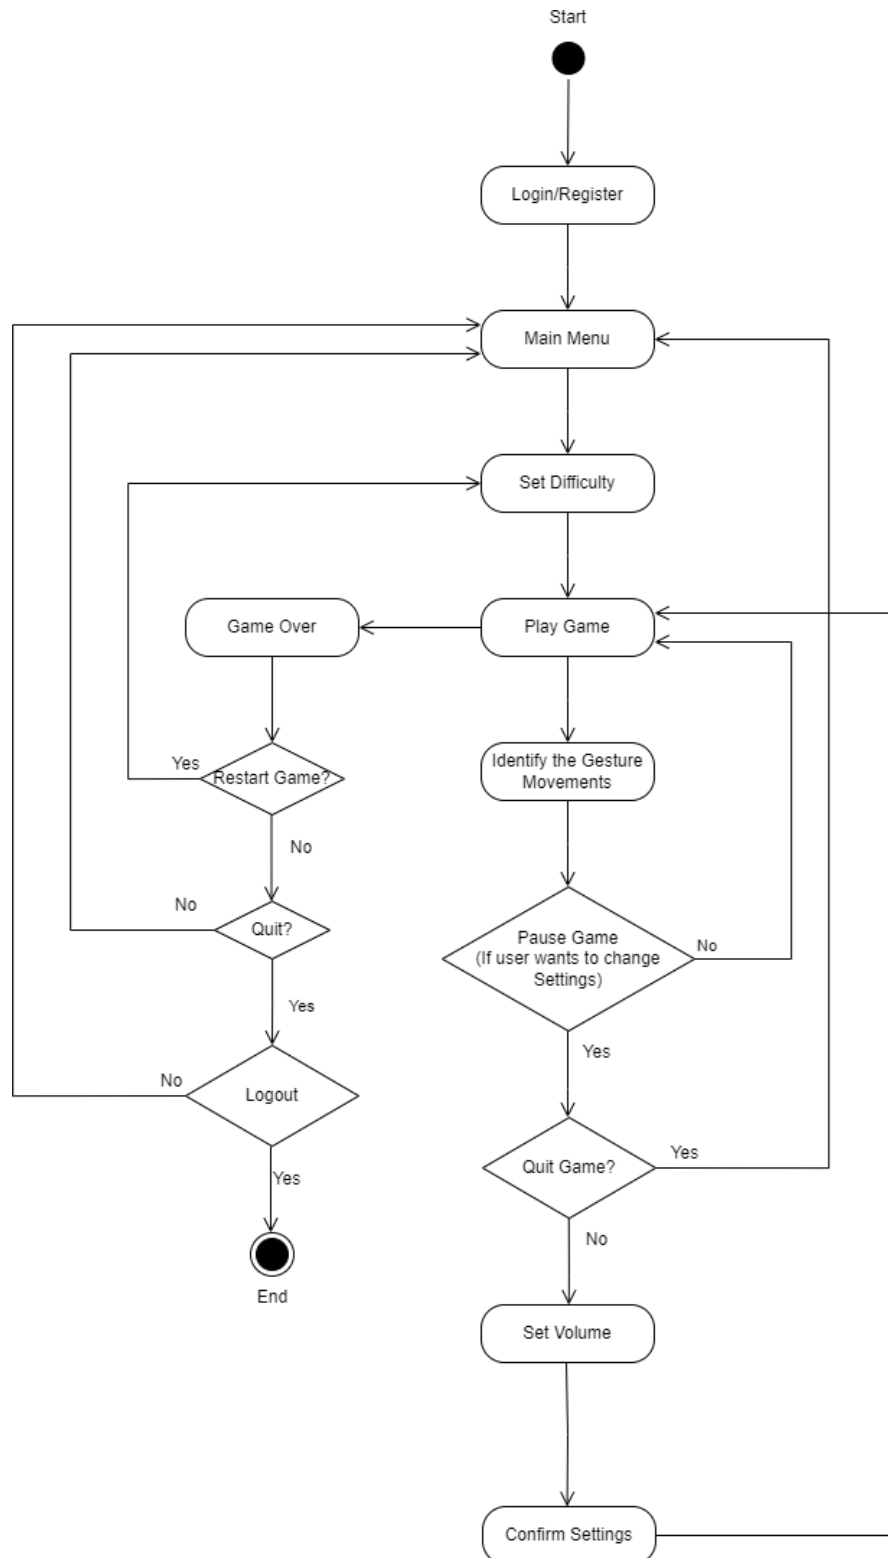 Start
Login/Register
Main Menu
Set Difficulty
Game Over
Play Game
Identify the Gesture
Movements
Yes
Restart Game?
No
No
Quit?
Pause Game
(If user wants to change
Settings)
No
Yes
Yes
No
Logout
Yes
Quit Game?
Yes
No
End
Set Volume
Confirm Settings